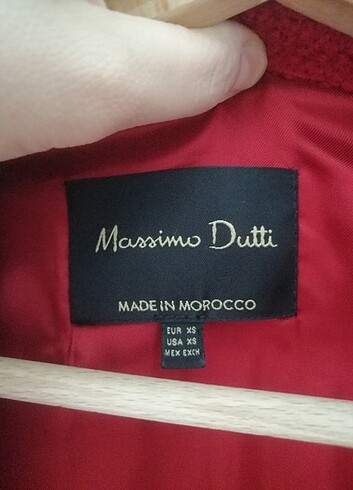 Massimo Dutti
MADE IN MOROCCO
EUR XS
USA XS
MEX EXCH